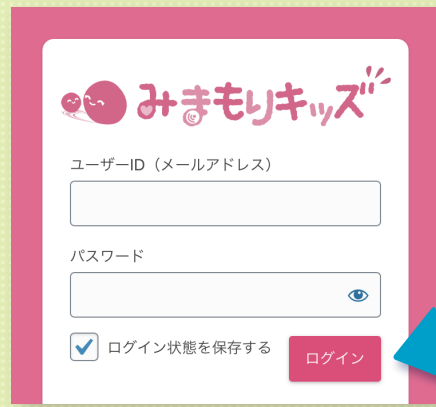 みまもりキッズ
ユーザーID（メールアドレス）
パスワード
ログイン状態を保存する
ログイン